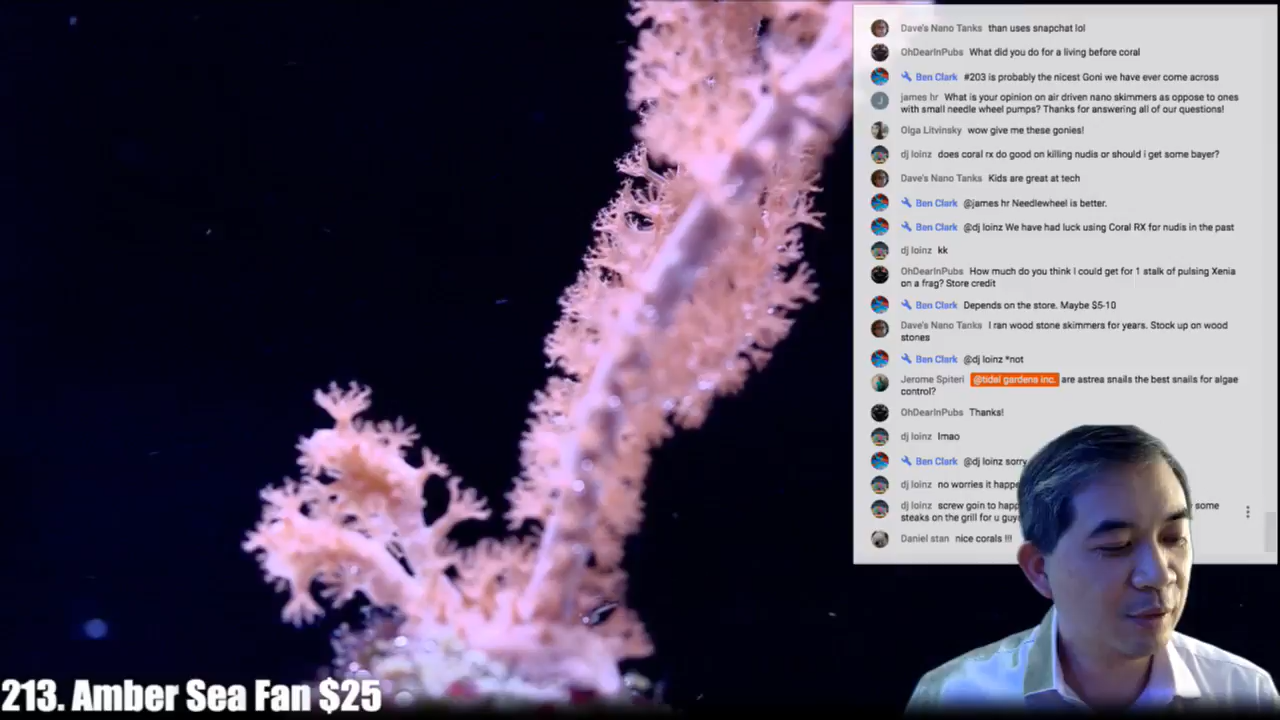 Dave's Nano Tanks than uses snapchat lol
OhDearInPubs What did you do for a living before coral
Ben Clark #203 is probably the nicest Goni we have ever come across
james hr What is your opinion on air driven nano skimmers as oppose to ones
with small needle wheel pumps? Thanks for answering all of our questions!
Olga Litvinsky wow give me these gonies!
dj loinz does coral rx do good on killing nudis or should i get some bayer?
Dave's Nano Tanks Kids are great at tech
Ben Clark @james hr Needlewheel is better.
Ben Clark @dj loinz We have had luck using Coral RX for nudis in the past
dj loinz kk
OhDearInPubs How much do you think I could get for 1 stalk of pulsing Xenia
on a frag? Store credit
Ben Clark Depends on the store. Maybe $5-10
Dave's Nano Tanks I ran wood stone skimmers for years. Stock up on wood
stones
Ben Clark @dj loinz *not
Jerome Spiteri @tidal gardens inc. are astrea snails the best snails for algae
control?
OhDearInPubs Thanks!
dj loinz lmao
Ben Clark @dj loinz sorry
dj loinz no worries it happe
dj loinz screw goin to happ some
steaks on the grill for u guy
Daniel stan nice corals !!!
213. Amber Sea Fan $25